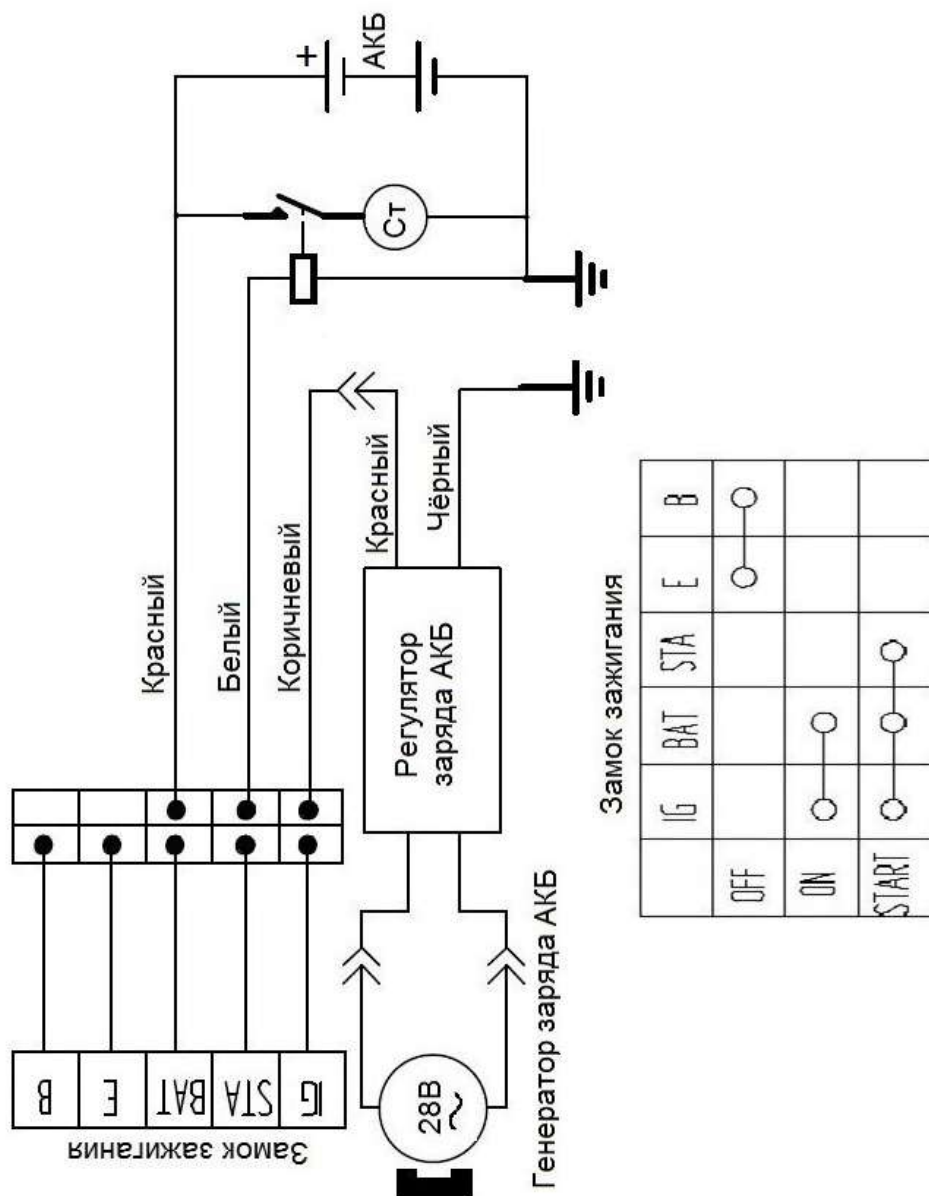 Замок зажигания
B
E
BAT
STA
IG
Красный
Белый
Коричневый
Красный
Чёрный
+
АКБ
Ст
Регулятор
заряда АКБ
28В
~
Генератор заряда АКБ
Замок зажигания
IG BAT STA E B
OFF
ON
START